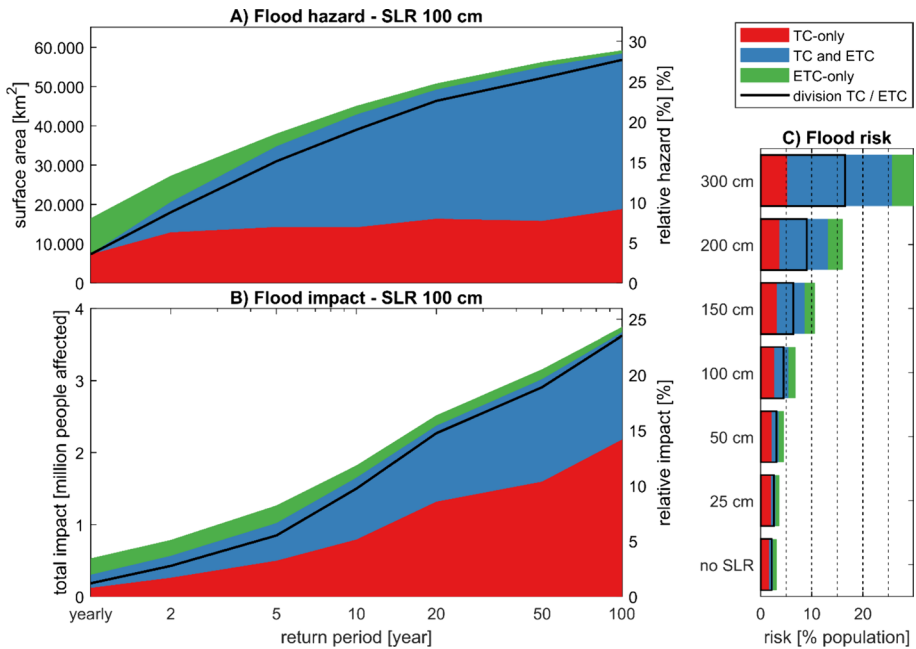 A) Flood hazard - SLR 100 cm
60.000
50.000
40.000
30.000
20.000
10.000
0
surface area [km²]
30
25
20
15
10
5
0
relative hazard [%] [%]
B) Flood impact - SLR 100 cm
4
3
2
1
0
total impact [million people affected]
25
20
15
10
5
0
relative impact [%]
yearly 2 5 10 20 50 100
return period [year]
TC-only
TC and ETC
ETC-only
division TC / ETC
C) Flood risk
300 cm
200 cm
150 cm
100 cm
50 cm
25 cm
no SLR
0 10 20
risk [% population]